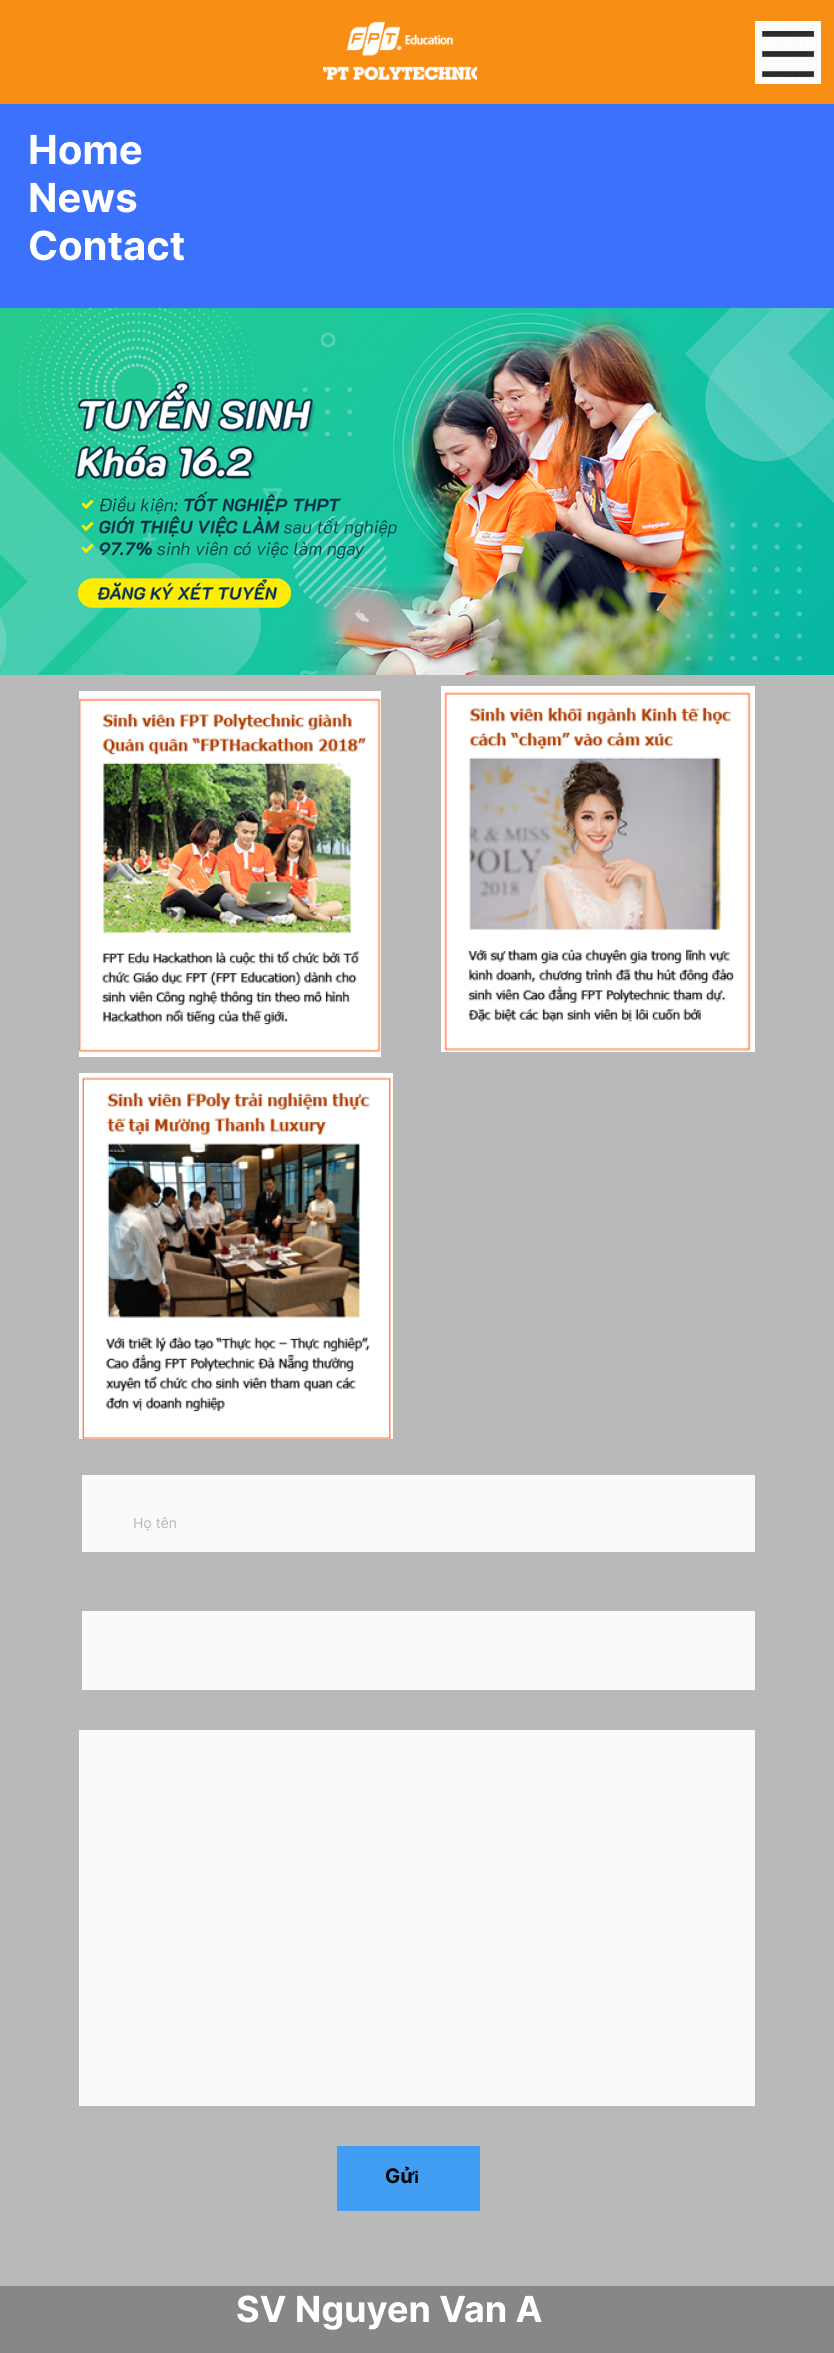 FPT Education
FPT POLYTECHNIC
Home
News
Contact
TUYỂN SINH
Khóa 16.2
Điều kiện: TỐT NGHIỆP THPT
GIỚI THIỆU VIỆC LÀM sau tốt nghiệp
97.7% sinh viên có việc làm ngay
ĐĂNG KÝ XÉT TUYỂN
Sinh viên FPT Polytechnic giành
Quán quân “FPTHackathon 2018”
FPT Edu Hackathon là cuộc thi tổ chức bởi Tổ
chức Giáo dục FPT (FPT Education) dành cho
sinh viên Công nghệ thông tin theo mô hình
Hackathon nổi tiếng của thế giới.
Sinh viên khối ngành Kinh tế học
cách “chạm” vào cảm xúc
R & MISS
POLY
2018
Với sự tham gia của chuyên gia trong lĩnh vực
kinh doanh, chương trình đã thu hút đông đảo
sinh viên Cao đẳng FPT Polytechnic tham dự.
Đặc biệt các bạn sinh viên bị lôi cuốn bởi
Sinh viên FPoly trải nghiệm thực
tế tại Mường Thanh Luxury
Với triết lý đào tạo “Thực học – Thực nghiêp”,
Cao đẳng FPT Polytechnic Đà Nẵng thường
xuyên tổ chức cho sinh viên tham quan các
đơn vị doanh nghiệp
Họ tên
Gửi
SV Nguyen Van A